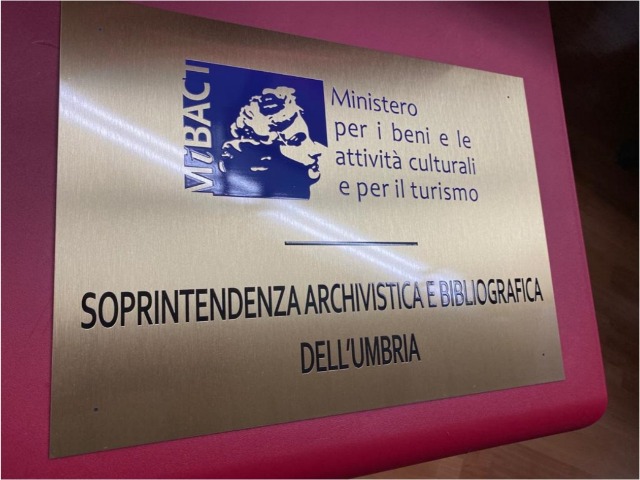 MiBACT
Ministero
per i beni e le
attività culturali
e per il turismo
SOPRINTENDENZA ARCHIVISTICA E BIBLIOGRAFICA
DELL'UMBRIA